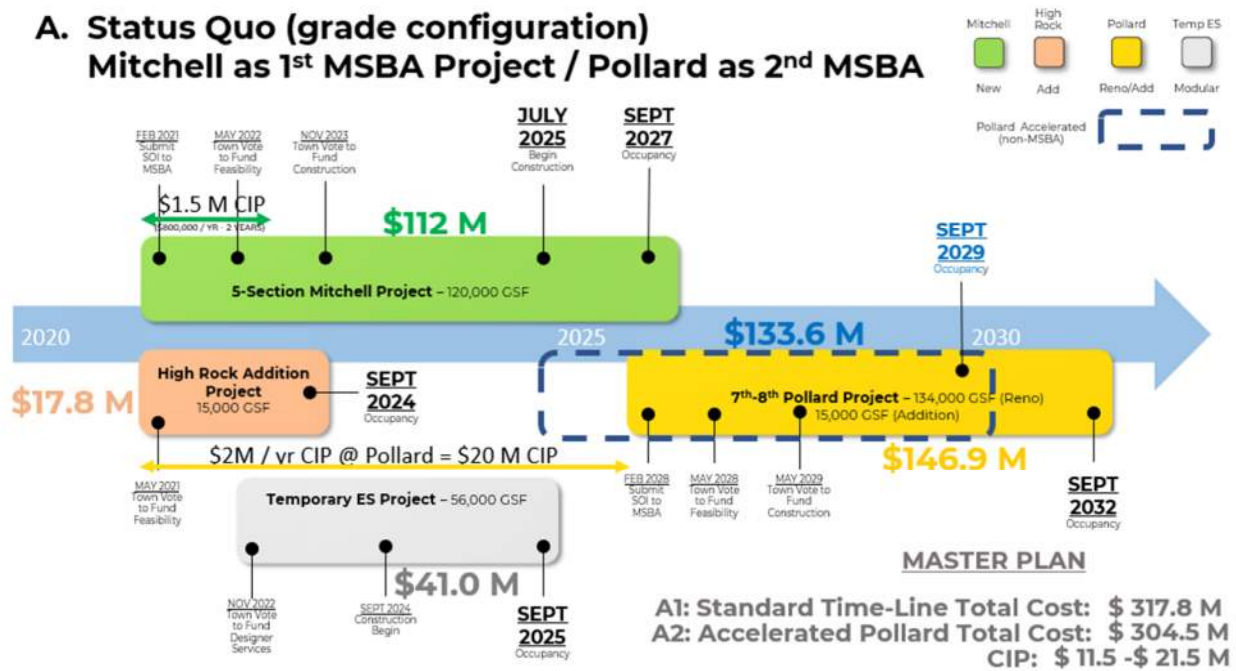 A. Status Quo (grade configuration)
Mitchell as 1st MSBA Project / Pollard as 2nd MSBA
Mitchell
High
Rock
Pollard
Temp ES
New
Add
Reno/Add
Modular
Pollard Accelerated
(non-MSBA)
FEB 2021
Submit
SOI to
MSBA
MAY 2022
Town Vote
to Fund
Feasibility
NOV 2023
Town Vote to
Fund
Construction
JULY
2025
Begin
Construction
SEPT
2027
Occupancy
$1.5 M CIP
($800,000 / YR - 2 YEARS)
$112 M
SEPT
2029
Occupancy
5-Section Mitchell Project – 120,000 GSF
2020
2025
$133.6 M
2030
High Rock Addition
Project
15,000 GSF
$17.8 M
SEPT
2024
Occupancy
7th-8th Pollard Project – 134,000 GSF (Reno)
15,000 GSF (Addition)
$2M / yr CIP @ Pollard = $20 M CIP
$146.9 M
MAY 2021
Town Vote
to Fund
Feasibility
FEB 2028
Submit
SOI to
MSBA
MAY 2028
Town Vote
to Fund
Feasibility
MAY 2029
Town Vote to
Fund
Construction
SEPT
2032
Occupancy
Temporary ES Project – 56,000 GSF
$41.0 M
NOV 2022
Town Vote
to Fund
Designer
Services
SEPT 2024
Construction
Begin
SEPT
2025
Occupancy
MASTER PLAN
A1: Standard Time-Line Total Cost: $ 317.8 M
A2: Accelerated Pollard Total Cost: $ 304.5 M
CIP: $ 11.5 -$ 21.5 M